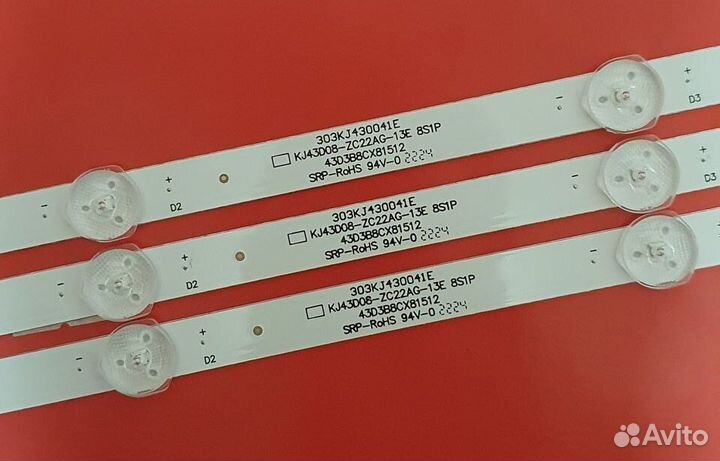 303KJ430041E
KJ43D08-ZC22AG-13E 8S1P
43D3B8CX81512
SRP-RoHS 94V-0 2224
- + D2 - + D3
303KJ430041E
KJ43D08-ZC22AG-13E 8S1P
43D3B8CX81512
SRP-RoHS 94V-0 2224
- + D2 - + D3
303KJ430041E
KJ43D08-ZC22AG-13E 8S1P
43D3B8CX81512
SRP-RoHS 94V-0 2224
- + D2 - +
Avito